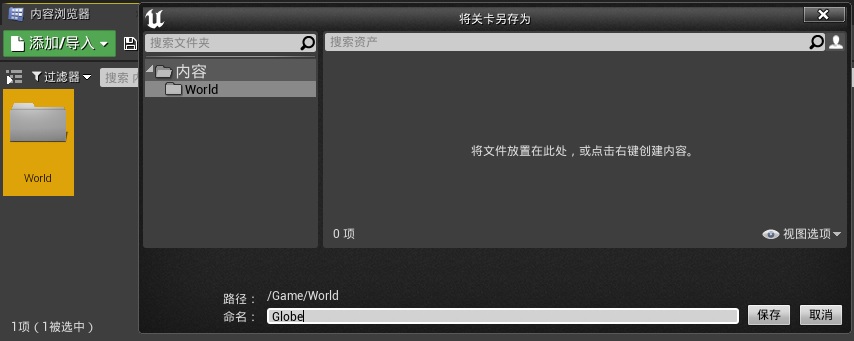 内容浏览器
将关卡另存为
添加/导入
搜索文件夹
搜索资产
过滤器
搜索 内
内容
World
World
将文件放置在此处，或点击右键创建内容。
0 项
视图选项
路径：
/Game/World
命名：
Globe
保存
取消
1项（1被选中）